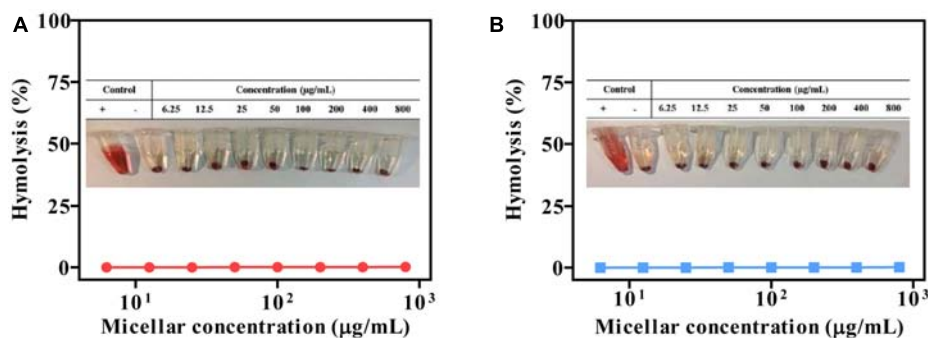 A
Hymolysis (%)
100
75
50
25
0
Control Concentration (µg/mL)
+ - 6.25 12.5 25 50 100 200 400 800
10¹ 10² 10³
Micellar concentration (µg/mL)
B
Hymolysis (%)
100
75
50
25
0
Control Concentration (µg/mL)
+ - 6.25 12.5 25 50 100 200 400 800
10¹ 10² 10³
Micellar concentration (µg/mL)